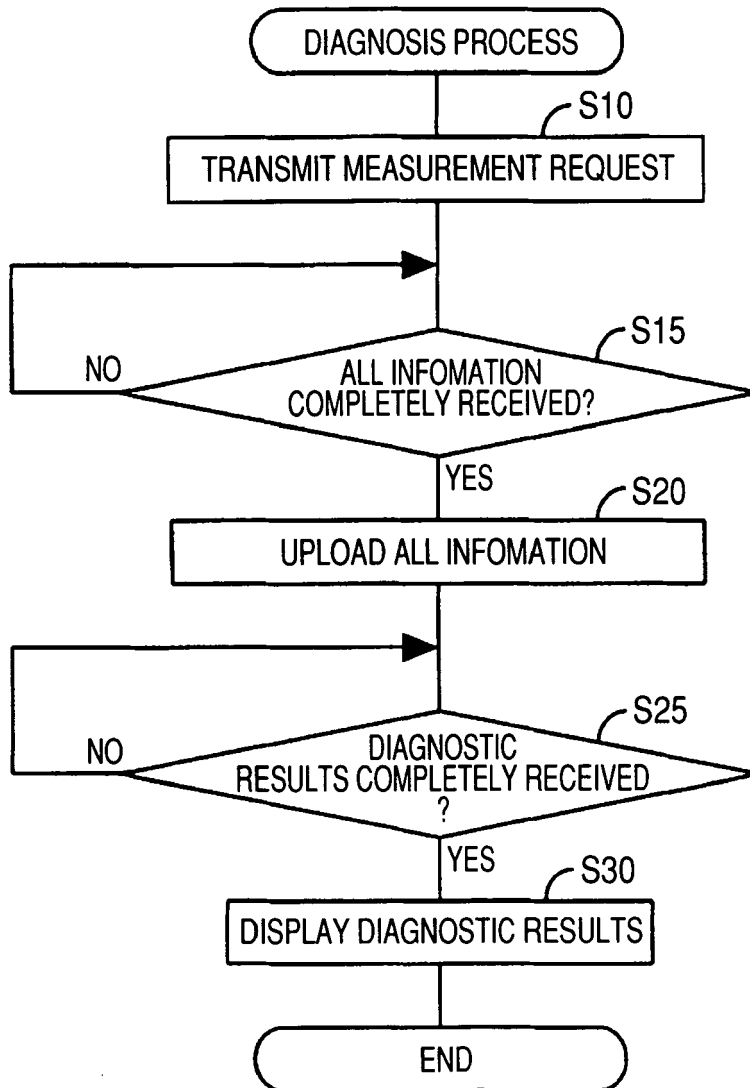 DIAGNOSIS PROCESS
S10
TRANSMIT MEASUREMENT REQUEST
S15
NO
ALL INFOMATION
COMPLETELY RECEIVED?
YES
S20
UPLOAD ALL INFOMATION
S25
NO
DIAGNOSTIC
RESULTS COMPLETELY RECEIVED
?
YES
S30
DISPLAY DIAGNOSTIC RESULTS
END